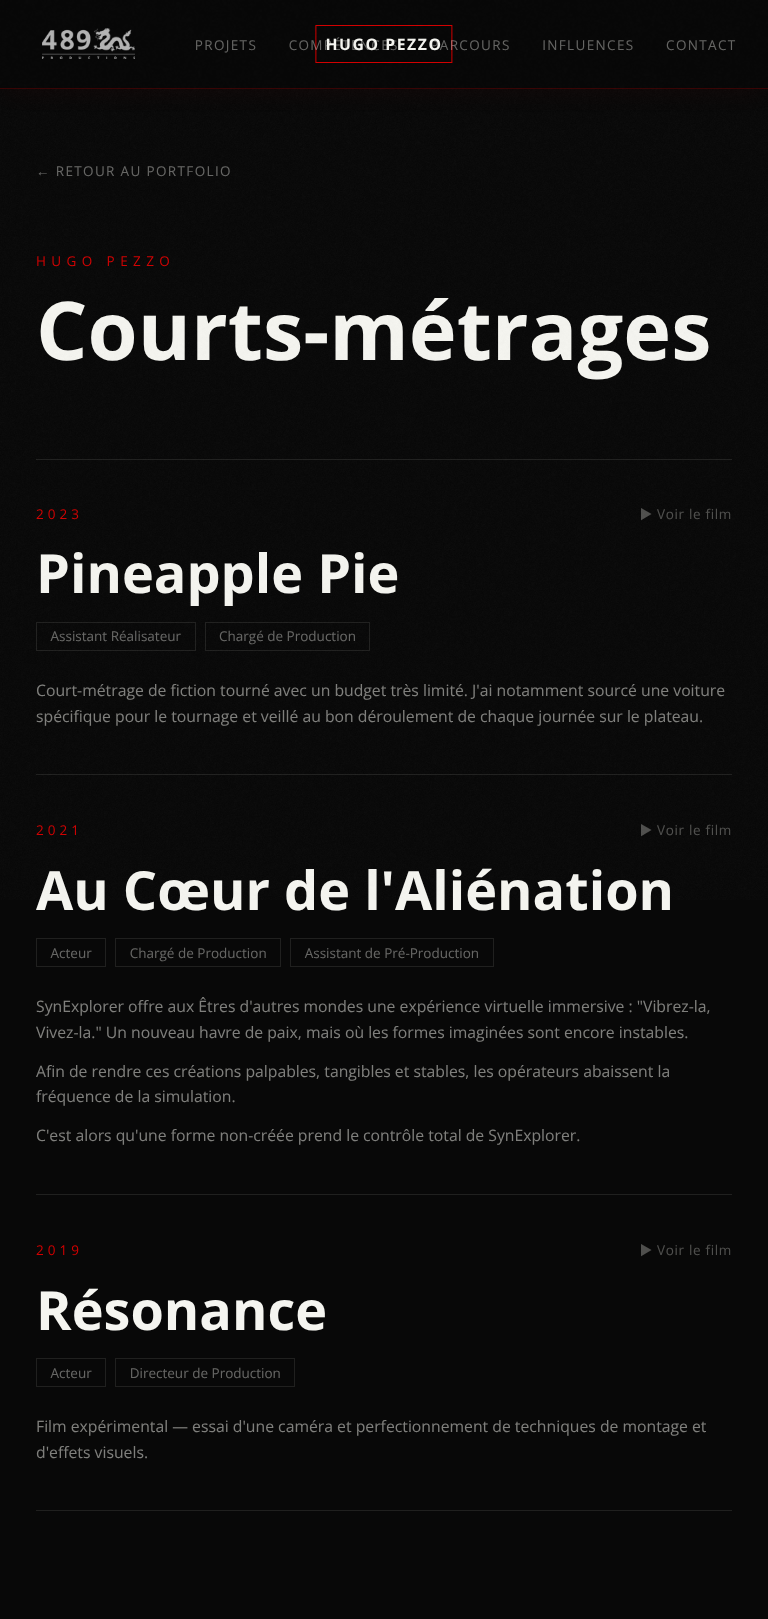 489
PRODUCTIONS
PROJETS
HUGO PEZZO
INFLUENCES
CONTACT
← RETOUR AU PORTFOLIO
HUGO PEZZO
Courts-métrages
2023
▶ Voir le film
Pineapple Pie
Assistant Réalisateur
Chargé de Production
Court-métrage de fiction tourné avec un budget très limité. J'ai notamment sourcé une voiture
spécifique pour le tournage et veillé au bon déroulement de chaque journée sur le plateau.
2021
▶ Voir le film
Au Cœur de l'Aliénation
Acteur
Chargé de Production
Assistant de Pré-Production
SynExplorer offre aux Êtres d'autres mondes une expérience virtuelle immersive : "Vibrez-la,
Vivez-la." Un nouveau havre de paix, mais où les formes imaginées sont encore instables.
Afin de rendre ces créations palpables, tangibles et stables, les opérateurs abaissent la
fréquence de la simulation.
C'est alors qu'une forme non-créée prend le contrôle total de SynExplorer.
2019
▶ Voir le film
Résonance
Acteur
Directeur de Production
Film expérimental — essai d'une caméra et perfectionnement de techniques de montage et
d'effets visuels.